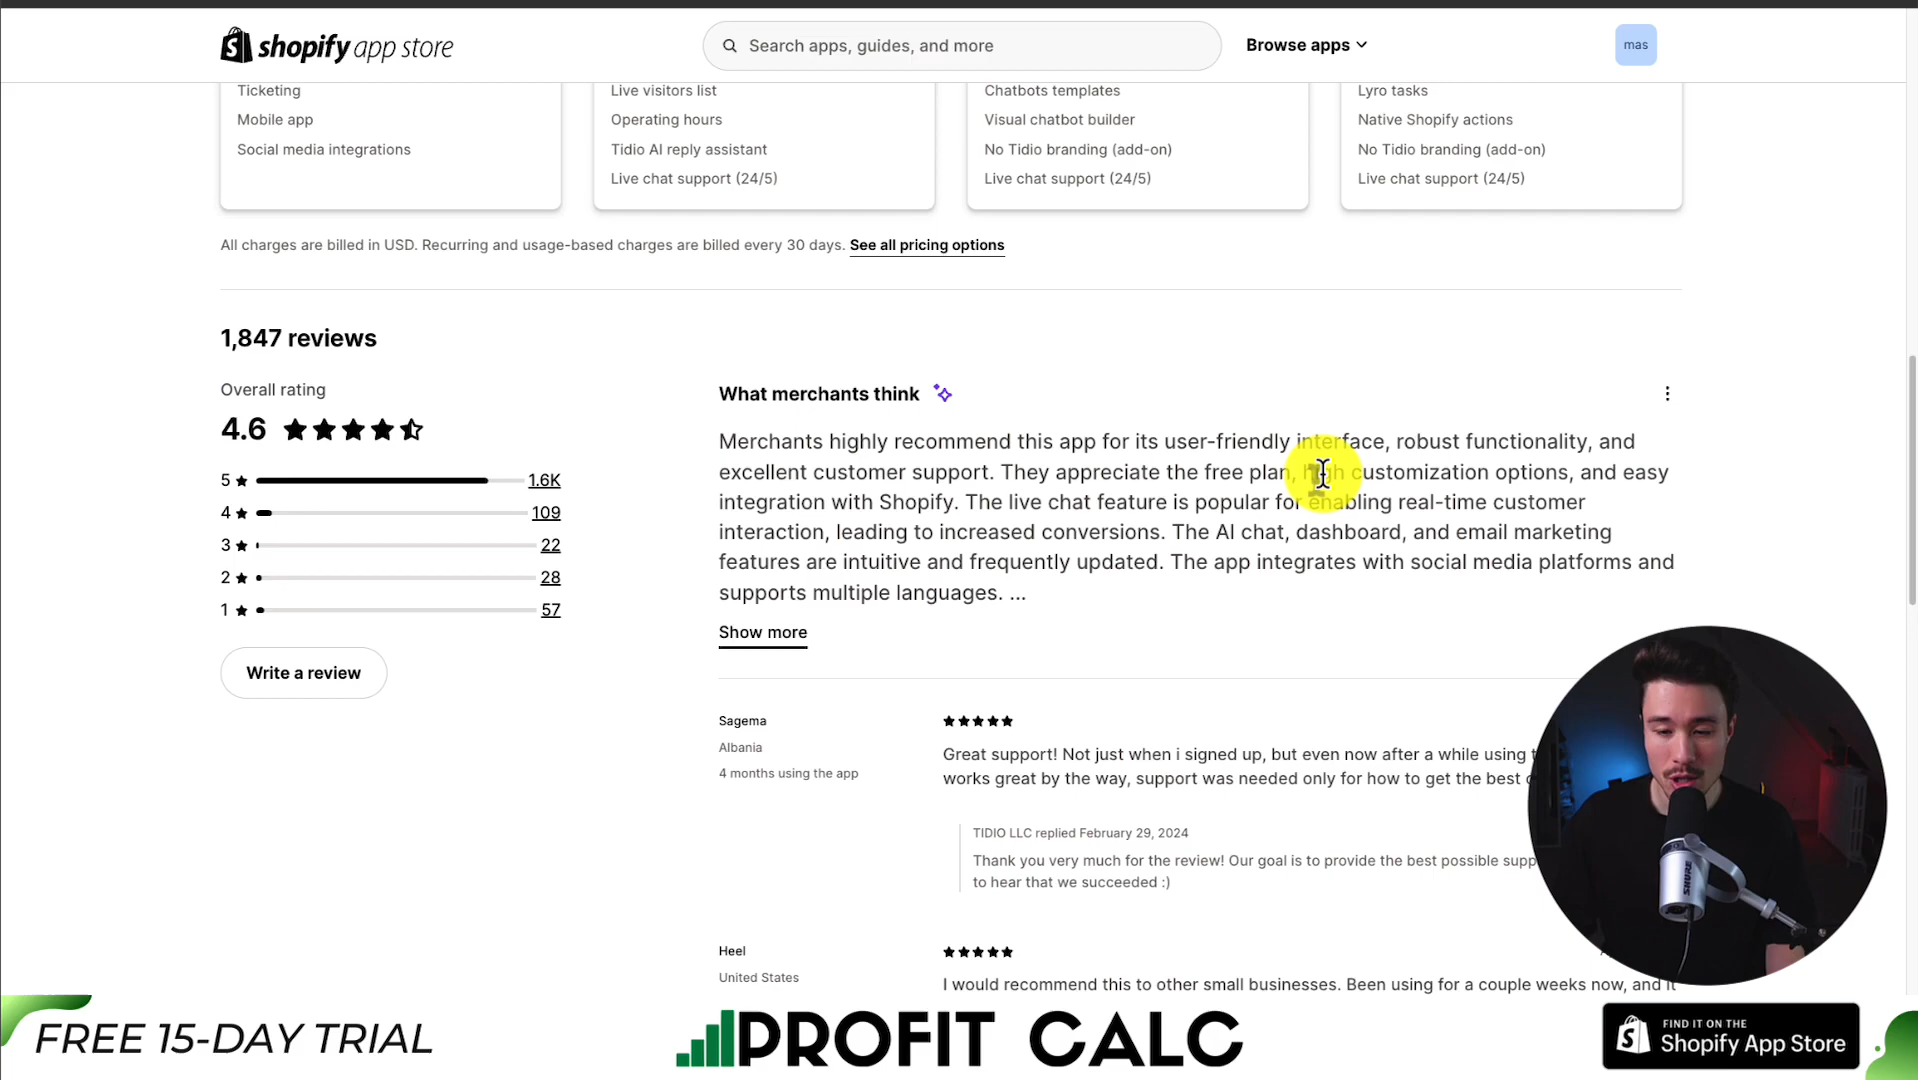 shopify app store
Search apps, guides, and more
Browse apps
mas
Ticketing
Mobile app
Social media integrations
Live visitors list
Operating hours
Tidio AI reply assistant
Live chat support (24/5)
Chatbots templates
Visual chatbot builder
No Tidio branding (add-on)
Live chat support (24/5)
Lyro tasks
Native Shopify actions
No Tidio branding (add-on)
Live chat support (24/5)
All charges are billed in USD. Recurring and usage-based charges are billed every 30 days. See all pricing options
1,847 reviews
Overall rating
4.6
5 ★ 1.6K
4 ★ 109
3 ★ 22
2 ★ 28
1 ★ 57
Write a review
What merchants think
Merchants highly recommend this app for its user-friendly interface, robust functionality, and
excellent customer support. They appreciate the free plan, high customization options, and easy
integration with Shopify. The live chat feature is popular for enabling real-time customer
interaction, leading to increased conversions. The AI chat, dashboard, and email marketing
features are intuitive and frequently updated. The app integrates with social media platforms and
supports multiple languages. ...
Show more
Sagema
Albania
4 months using the app
★★★★★
Great support! Not just when i signed up, but even now after a while using
works great by the way, support was needed only for how to get the best
TIDIO LLC replied February 29, 2024
Thank you very much for the review! Our goal is to provide the best possible supp
to hear that we succeeded :)
Heel
United States
★★★★★
I would recommend this to other small businesses. Been using for a couple weeks now, and it
SHURE
FREE 15-DAY TRIAL
PROFIT CALC
FIND IT ON THE
Shopify App Store